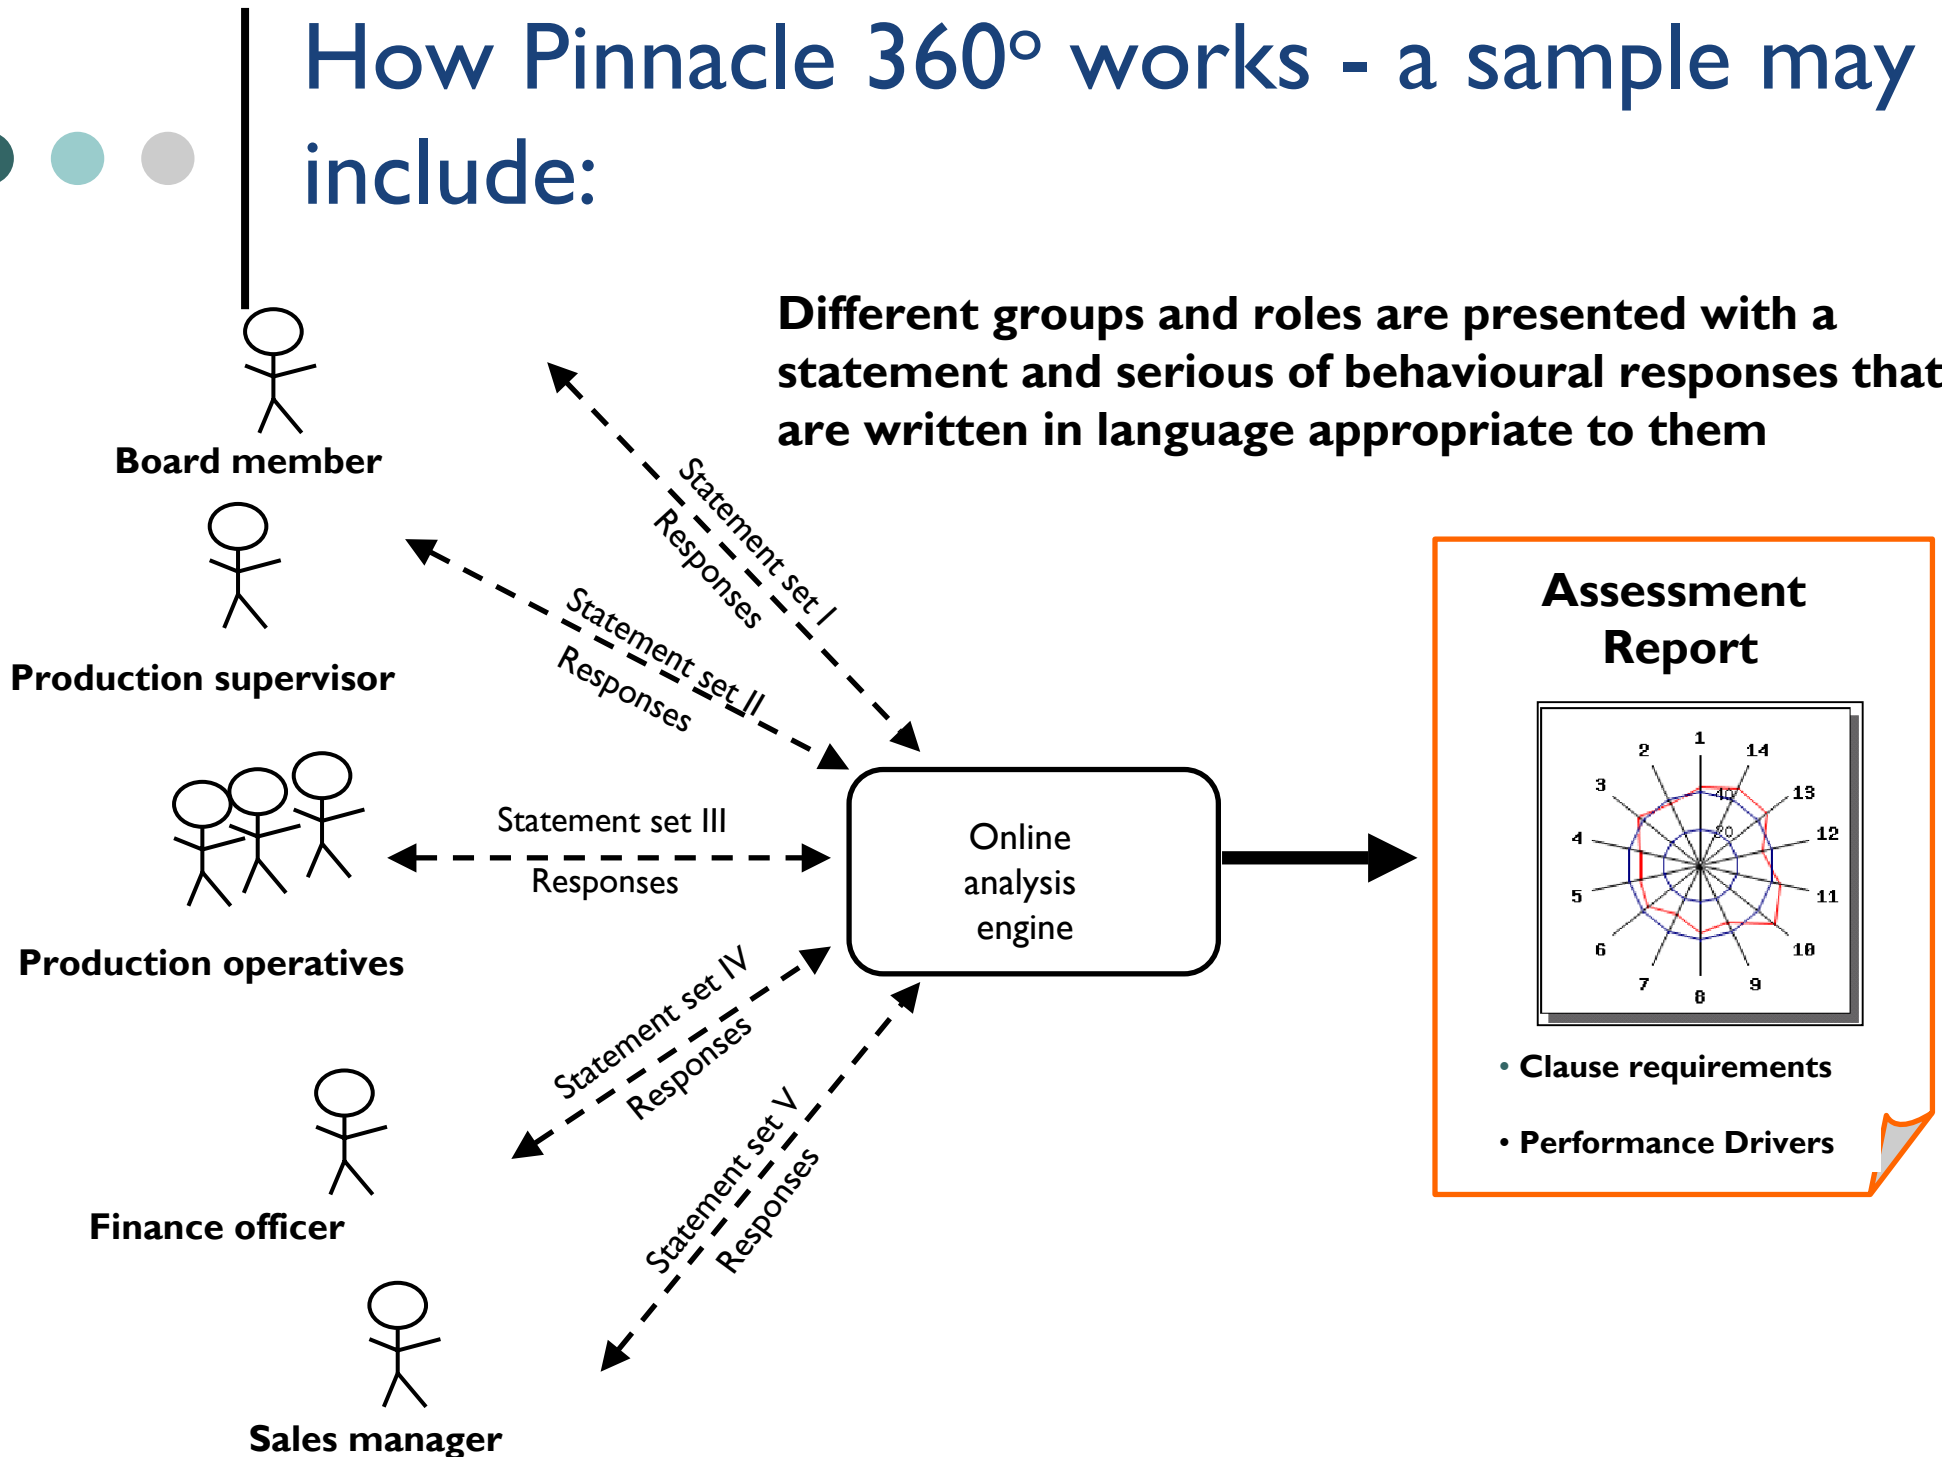 How Pinnacle 360° works - a sample may
include:
Different groups and roles are presented with a
statement and serious of behavioural responses that
are written in language appropriate to them
Board member
Statement set I
Responses
Production supervisor
Statement set II
Responses
Production operatives
Statement set III
Responses
Finance officer
Statement set IV
Responses
Sales manager
Statement set V
Responses
Online
analysis
engine
Assessment
Report
1
2
3
4
5
6
7
8
9
10
11
12
13
14
40
20
• Clause requirements
• Performance Drivers